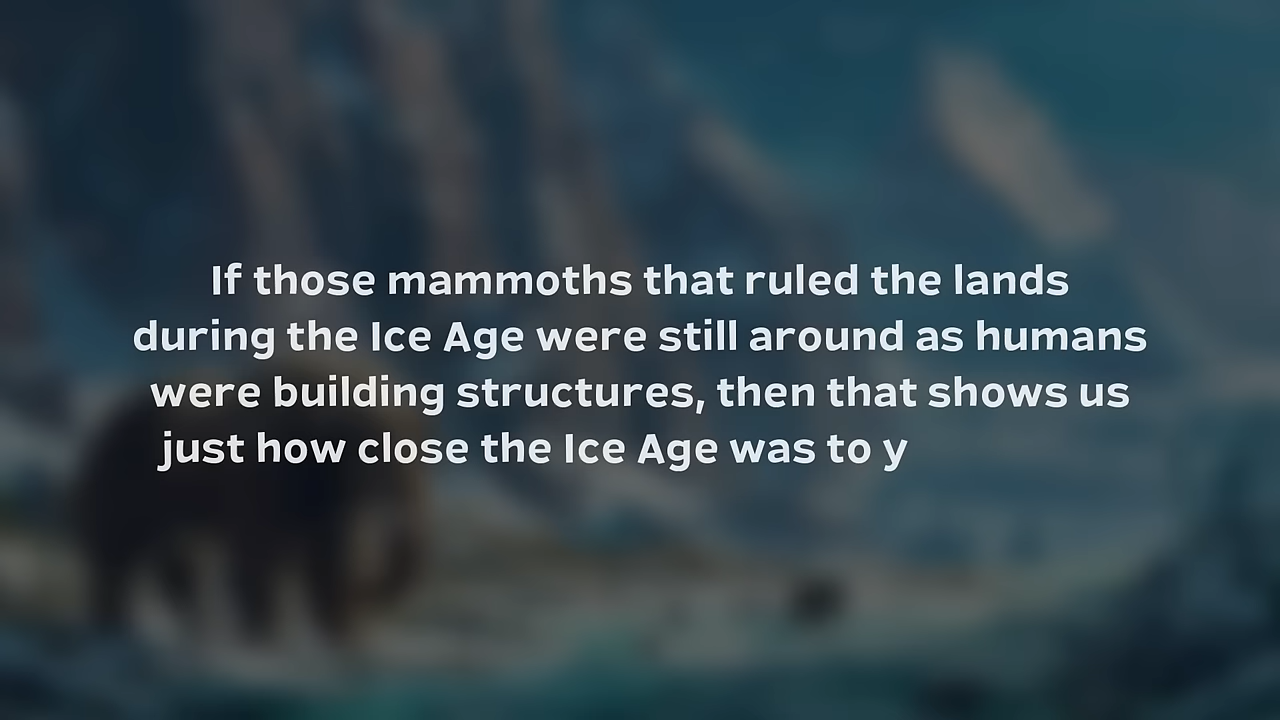 If those mammoths that ruled the lands
during the Ice Age were still around as humans
were building structures, then that shows us
just how close the Ice Age was to y